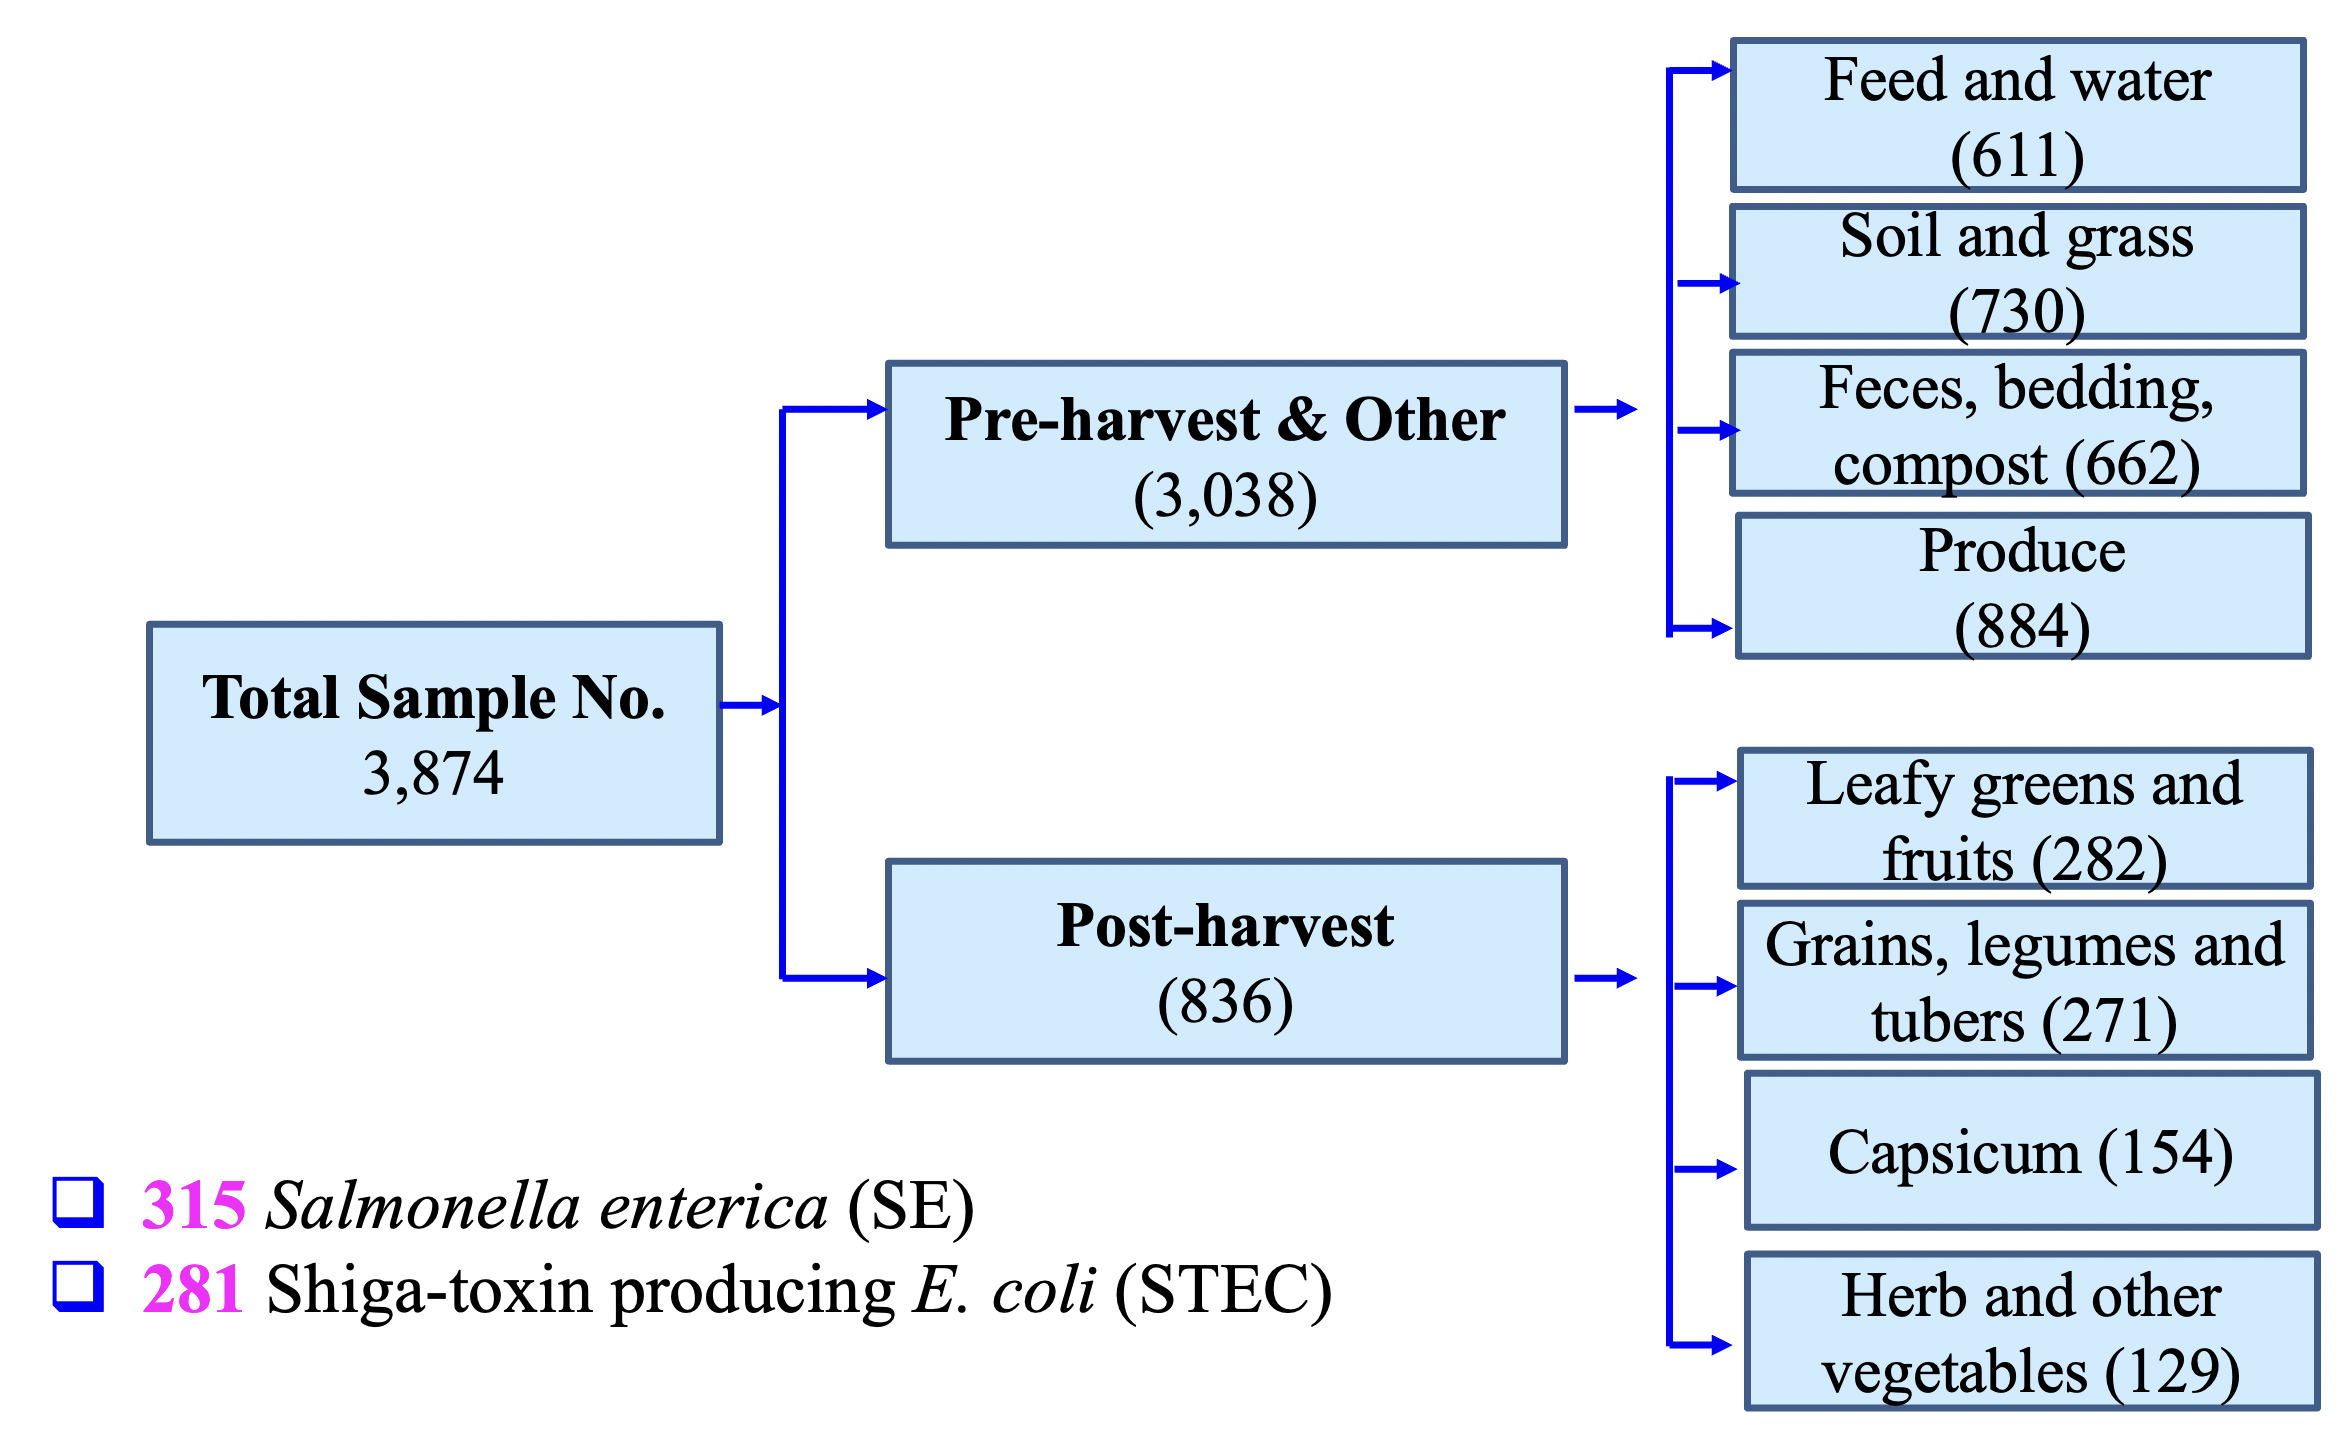 Total Sample No.
3,874
Pre-harvest & Other
(3,038)
Feed and water
(611)
Soil and grass
(730)
Feces, bedding,
compost (662)
Produce
(884)
Post-harvest
(836)
Leafy greens and
fruits (282)
Grains, legumes and
tubers (271)
Capsicum (154)
Herb and other
vegetables (129)
315 Salmonella enterica (SE)
281 Shiga-toxin producing E. coli (STEC)